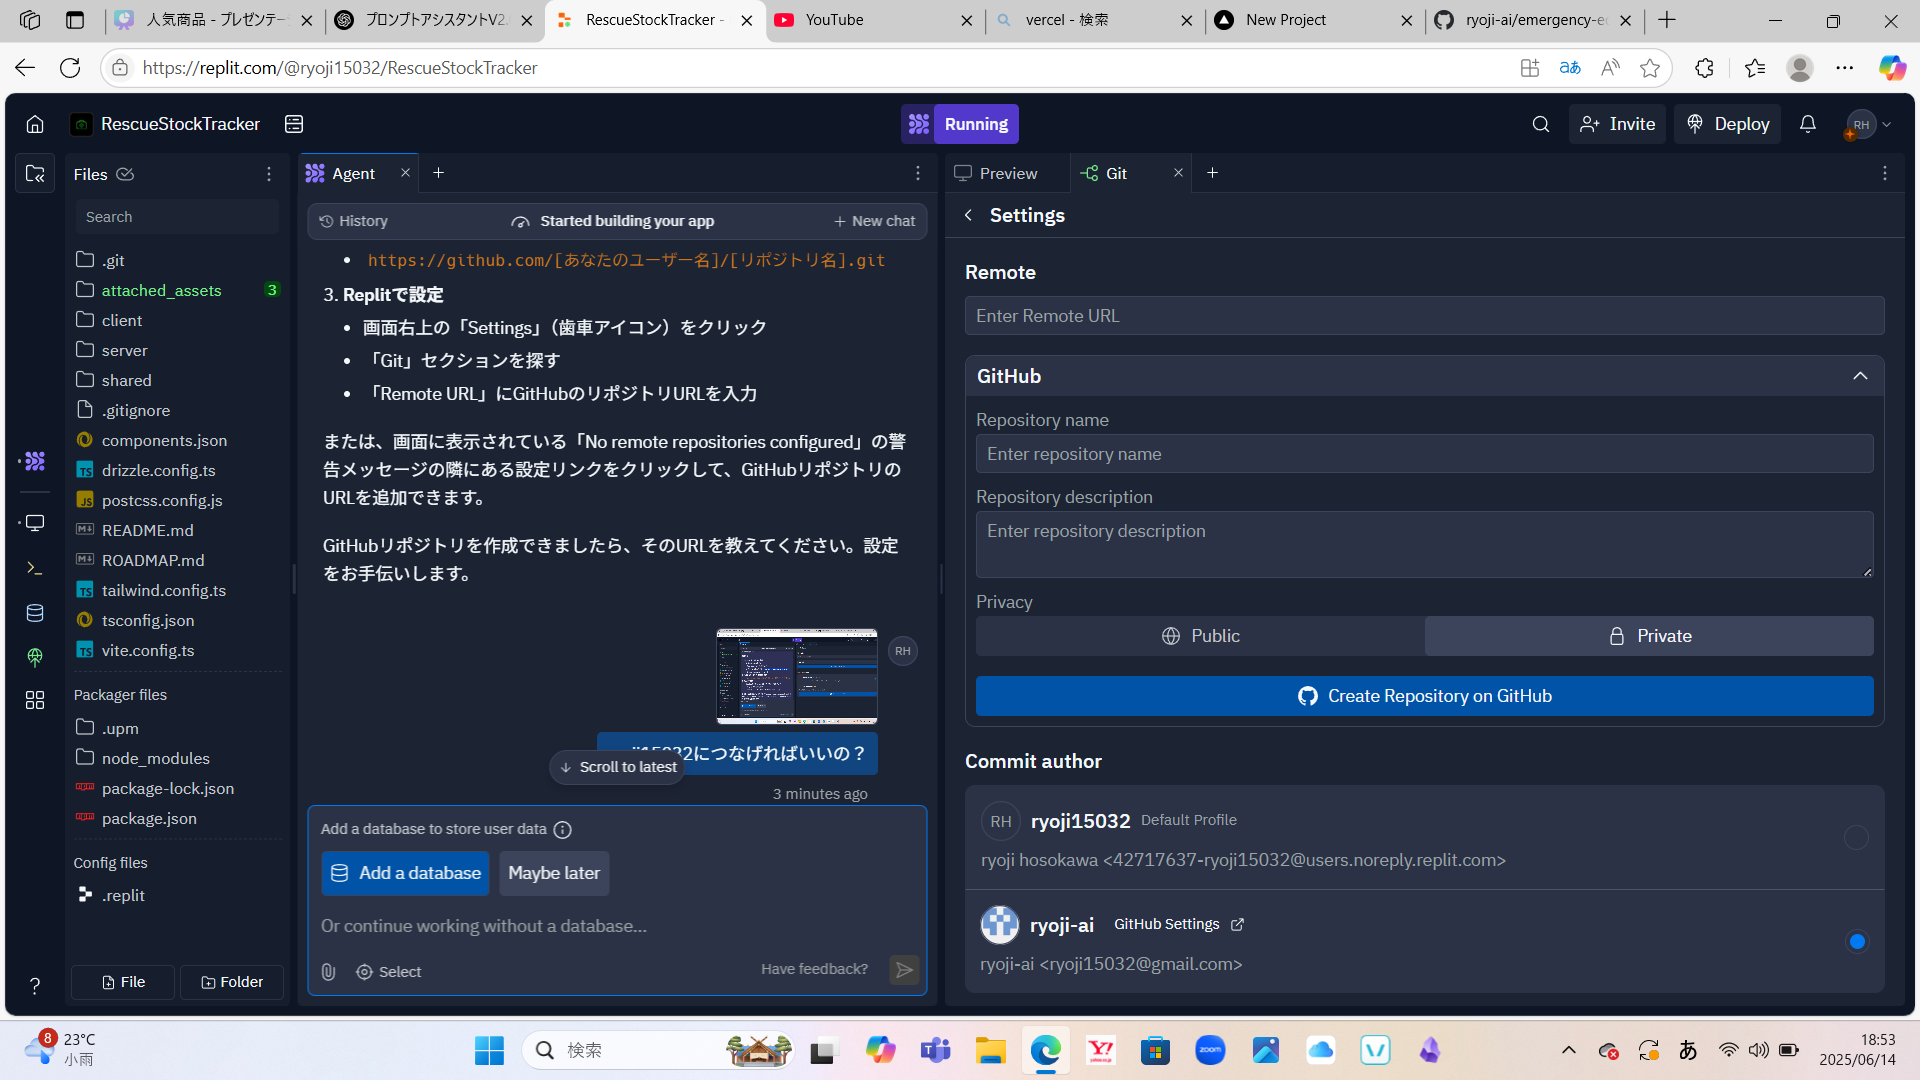 人気商品 - プレゼンテー
プロンプトアシスタントV2.
RescueStockTracker -
YouTube
vercel - 検索
New Project
ryoji-ai/emergency-e
https://replit.com/@ryoji15032/RescueStockTracker
RescueStockTracker
Running
Invite
Deploy
RH
Files
Search
.git
attached_assets
3
client
server
shared
.gitignore
components.json
drizzle.config.ts
postcss.config.js
README.md
ROADMAP.md
tailwind.config.ts
tsconfig.json
vite.config.ts
Packager files
.upm
node_modules
package-lock.json
package.json
Config files
.replit
File
Folder
Agent
History
Started building your app
New chat
https://github.com/[あなたのユーザー名]/[リポジトリ名].git
3. Replitで設定
画面右上の「Settings」（歯車アイコン）をクリック
「Git」セクションを探す
「Remote URL」にGitHubのリポジトリURLを入力
または、画面に表示されている「No remote repositories configured」の警
告メッセージの隣にある設定リンクをクリックして、GitHubリポジトリの
URLを追加できます。
GitHubリポジトリを作成できましたら、そのURLを教えてください。設定
をお手伝いします。
RH
ji15032につなげればいいの？
Scroll to latest
3 minutes ago
Add a database to store user data
Add a database
Maybe later
Or continue working without a database...
Select
Have feedback?
Preview
Git
Settings
Remote
Enter Remote URL
GitHub
Repository name
Enter repository name
Repository description
Enter repository description
Privacy
Public
Private
Create Repository on GitHub
Commit author
RH
ryoji15032
Default Profile
ryoji hosokawa <42717637-ryoji15032@users.noreply.replit.com>
ryoji-ai
GitHub Settings
ryoji-ai <ryoji15032@gmail.com>
8
23°C
小雨
検索
zoom
あ
18:53
2025/06/14